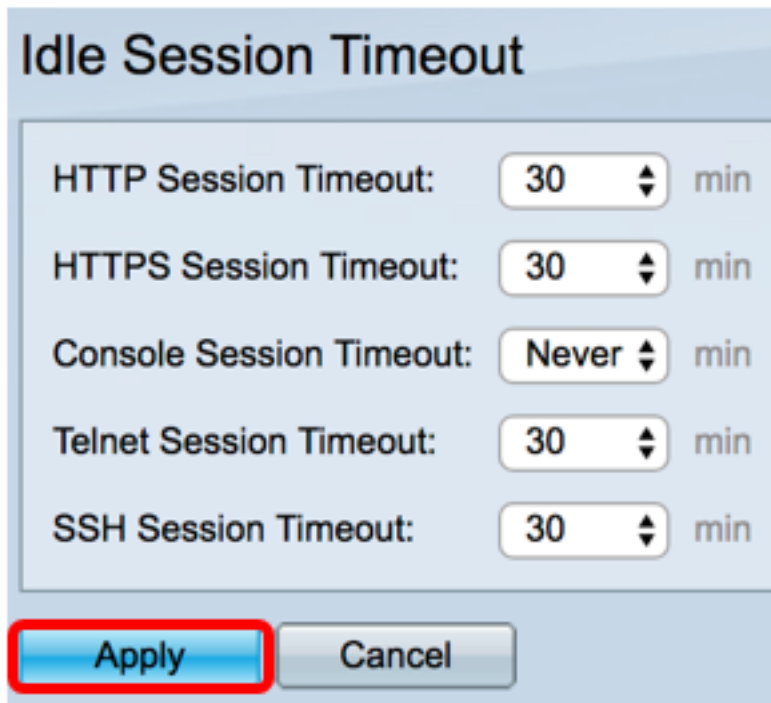 Idle Session Timeout
HTTP Session Timeout: 30 min
HTTPS Session Timeout: 30 min
Console Session Timeout: Never min
Telnet Session Timeout: 30 min
SSH Session Timeout: 30 min
Apply Cancel